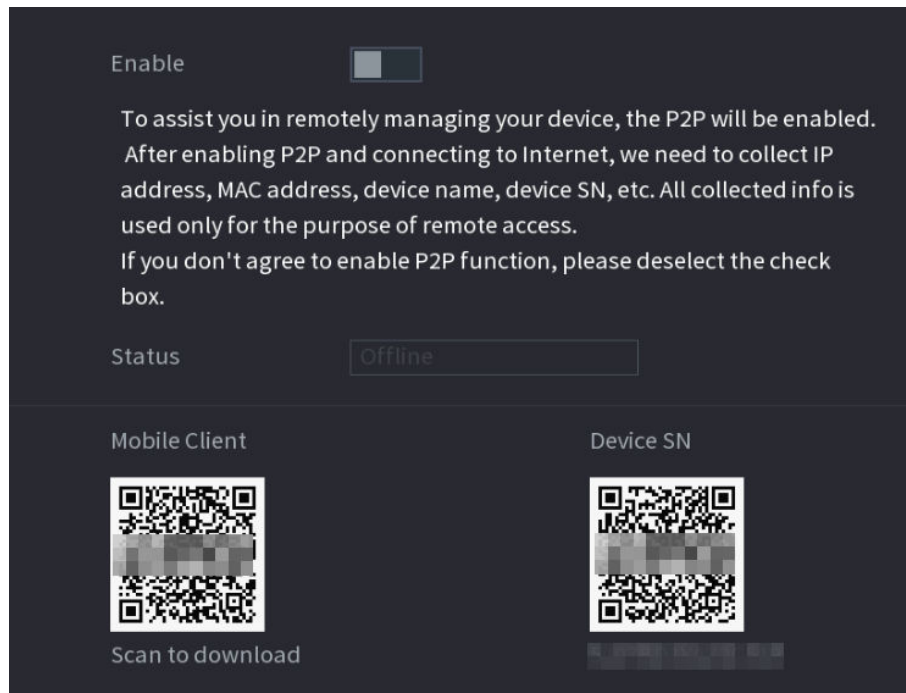 Enable
To assist you in remotely managing your device, the P2P will be enabled.
After enabling P2P and connecting to Internet, we need to collect IP
address, MAC address, device name, device SN, etc. All collected info is
used only for the purpose of remote access.
If you don't agree to enable P2P function, please deselect the check
box.
Status
Offline
Mobile Client
Device SN
Scan to download